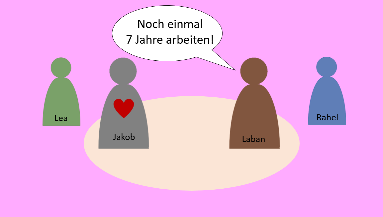 Noch einmal
7 Jahre arbeiten!
Lea
Jakob
Laban
Rahel